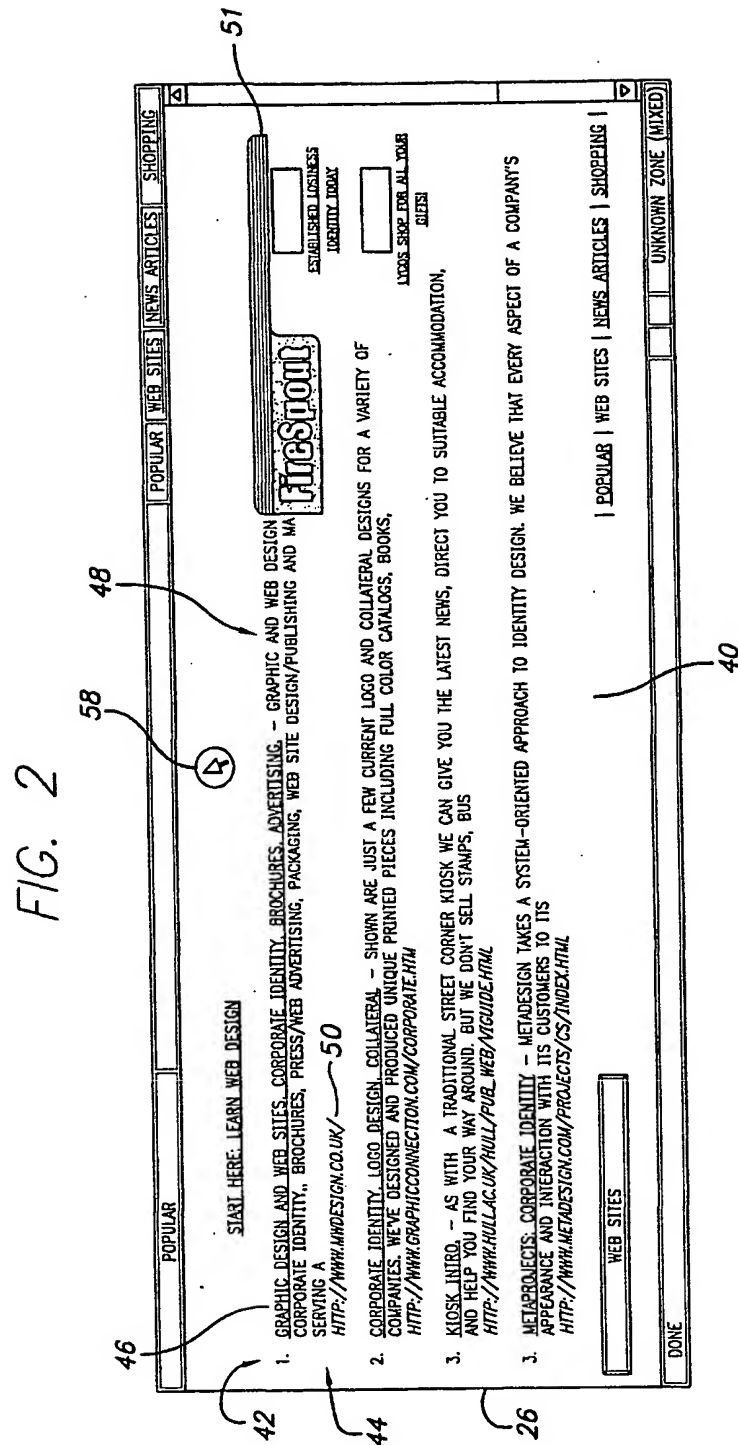 FIG. 2
58
48
51
POPULAR
POPULAR
WEB SITES
NEWS ARTICLES
SHOPPING
START HERE: LEARN WEB DESIGN
46
42
44
1. GRAPHIC DESIGN AND WEB SITES, CORPORATE IDENTITY, BROCHURES, ADVERTISING, – GRAPHIC AND WEB DESIGN
CORPORATE IDENTITY,, BROCHURES, PRESS/WEB ADVERTISING, PACKAGING, WEB SITE DESIGN/PUBLISHING AND MA
SERVING A
HTTP://WWW.MWDESIGN.CO.UK/
50
FireSpout
ESTABLISHED LOSINESS
IDENTITY TODAY
LYCOS SHOP FOR ALL YOUR
GIFTS!
2. CORPORATE IDENTITY, LOGO DESIGN, COLLATERAL – SHOWN ARE JUST A FEW CURRENT LOGO AND COLLATERAL DESIGNS FOR A VARIETY OF
COMPANIES. WE'VE DESIGNED AND PRODUCED UNIQUE PRINTED PIECES INCLUDING FULL COLOR CATALOGS, BOOKS,
HTTP://WWW.GRAPHICCONNECTION.COM/CORPORATE.HTM
3. KIOSK INTRO. – AS WITH A TRADITIONAL STREET CORNER KIOSK WE CAN GIVE YOU THE LATEST NEWS, DIRECT YOU TO SUITABLE ACCOMMODATION,
AND HELP YOU FIND YOUR WAY AROUND. BUT WE DON'T SELL STAMPS, BUS
HTTP://WWW.HULLAC.UK/HULL/PUB_WEB/VIGUIDEHTML
3. METAPROJECTS: CORPORATE IDENTITY – METADESIGN TAKES A SYSTEM-ORIENTED APPROACH TO IDENTITY DESIGN. WE BELIEVE THAT EVERY ASPECT OF A COMPANY'S
APPEARANCE AND INTERACTION WITH ITS CUSTOMERS TO ITS
HTTP://WWW.METADESIGN.COM/PROJECTS/CS/INDEX.HTML
WEB SITES
| POPULAR | WEB SITES | NEWS ARTICLES | SHOPPING |
DONE
UNKNOWN ZONE (MIXED)
26
40